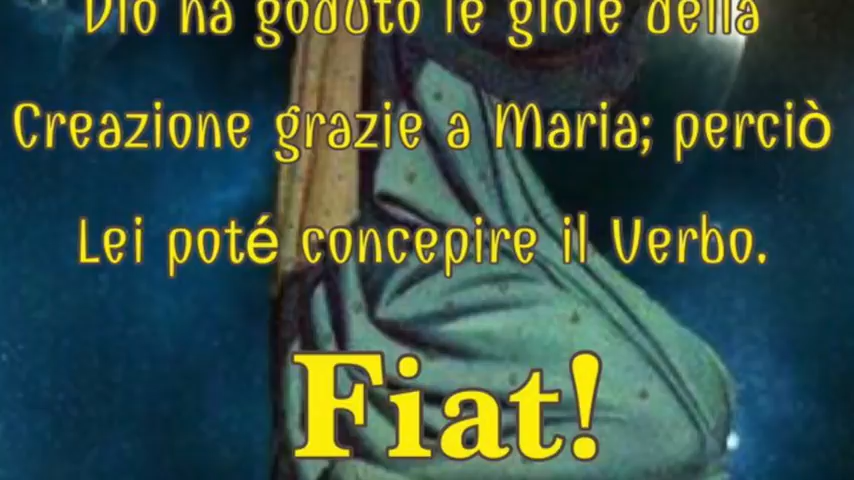 Dio ha goduto le gioie della
Creazione grazie a Maria; perciò
Lei poté concepire il Verbo.
Fiat!